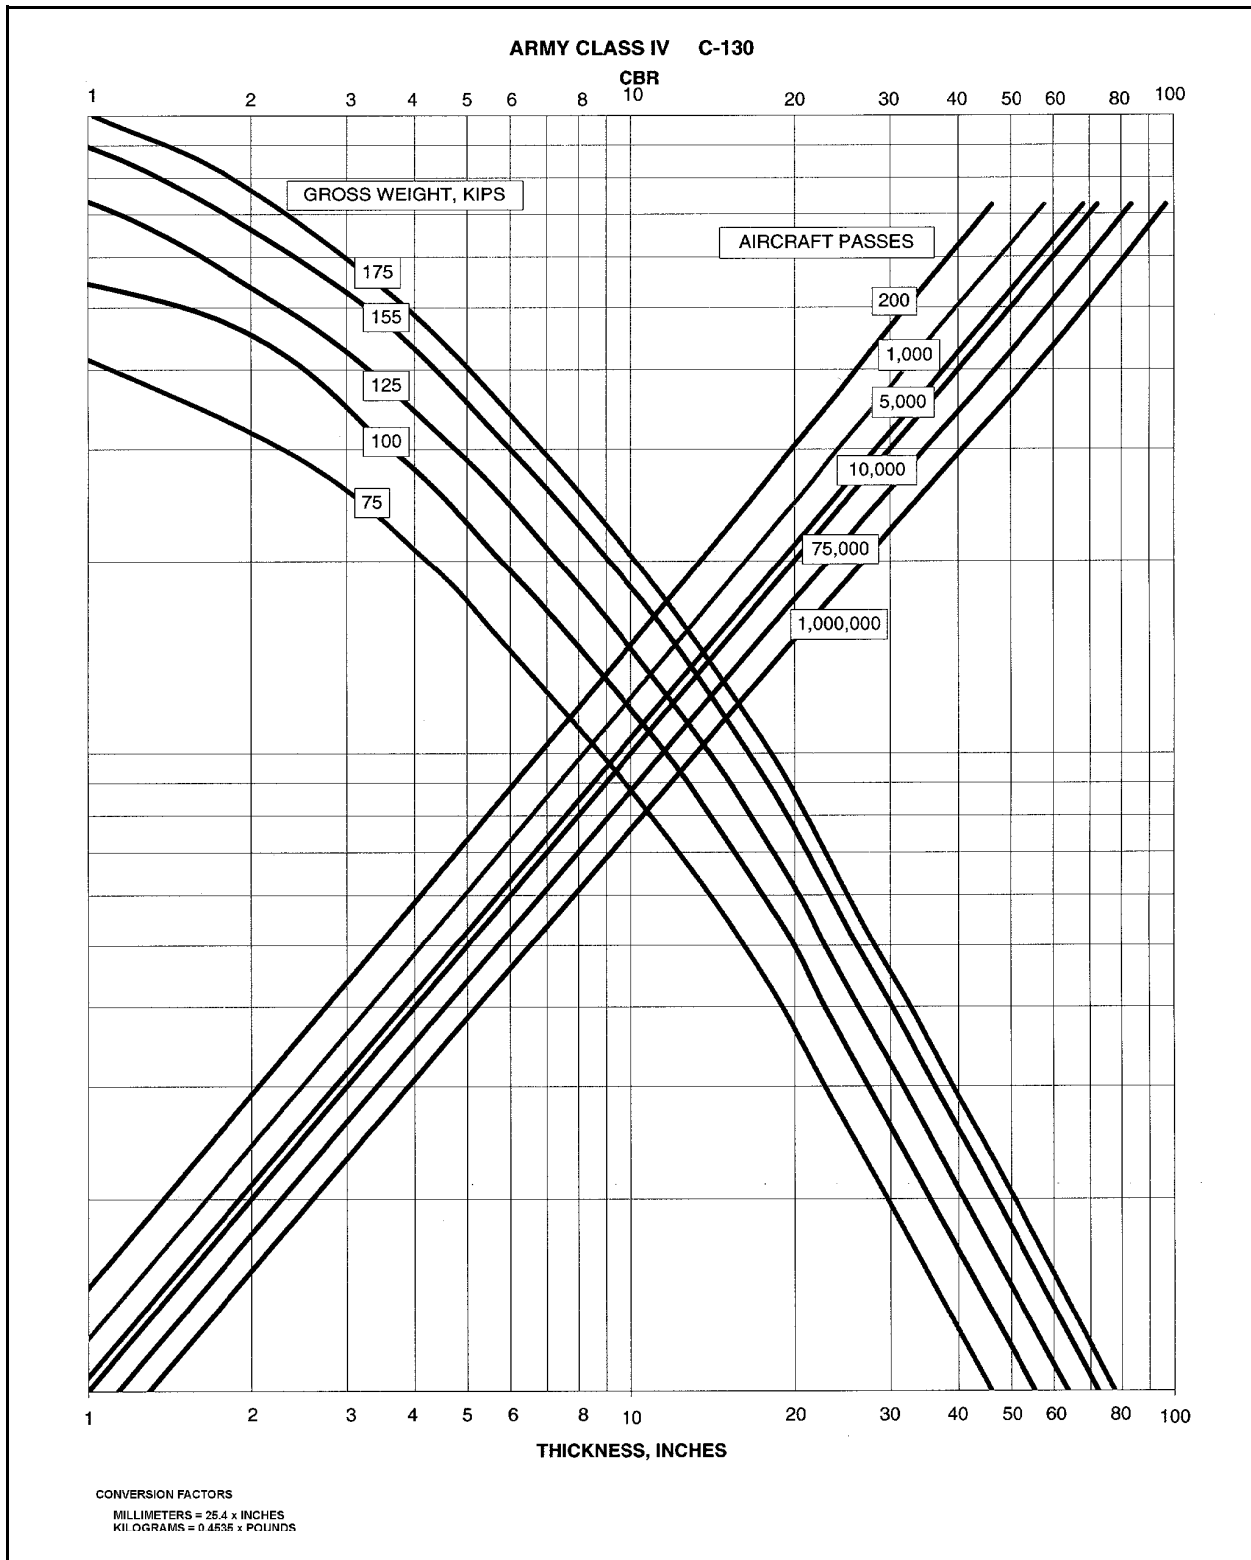 ARMY CLASS IV C-130
CBR
1 2 3 4 5 6 8 10 20 30 40 50 60 80 100
GROSS WEIGHT, KIPS
AIRCRAFT PASSES
175
200
155
1,000
125
5,000
100
10,000
75
75,000
1,000,000
1 2 3 4 5 6 8 10 20 30 40 50 60 80 100
THICKNESS, INCHES
CONVERSION FACTORS
MILLIMETERS = 25.4 x INCHES
KILOGRAMS = 0.4535 x POUNDS